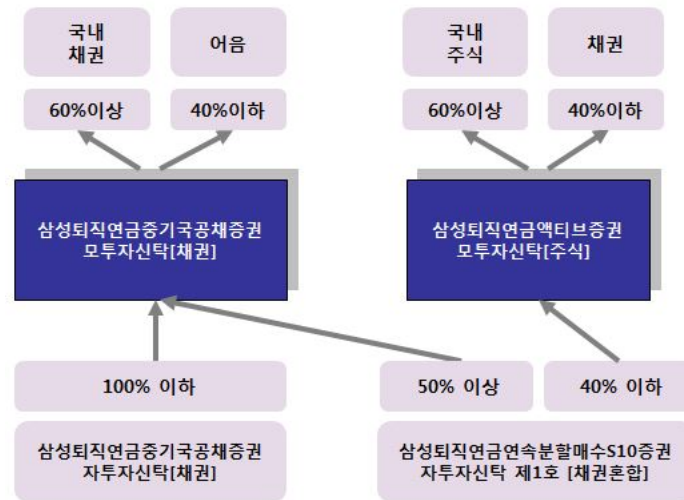 국내
채권
어음
국내
주식
채권
60%이상
40%이하
60%이상
40%이하
삼성퇴직연금중기국공채증권
모투자신탁[채권]
삼성퇴직연금액티브증권
모투자신탁[주식]
100% 이하
50% 이상
40% 이하
삼성퇴직연금중기국공채증권
자투자신탁[채권]
삼성퇴직연금연속분할매수S10증권
자투자신탁 제1호 [채권혼합]